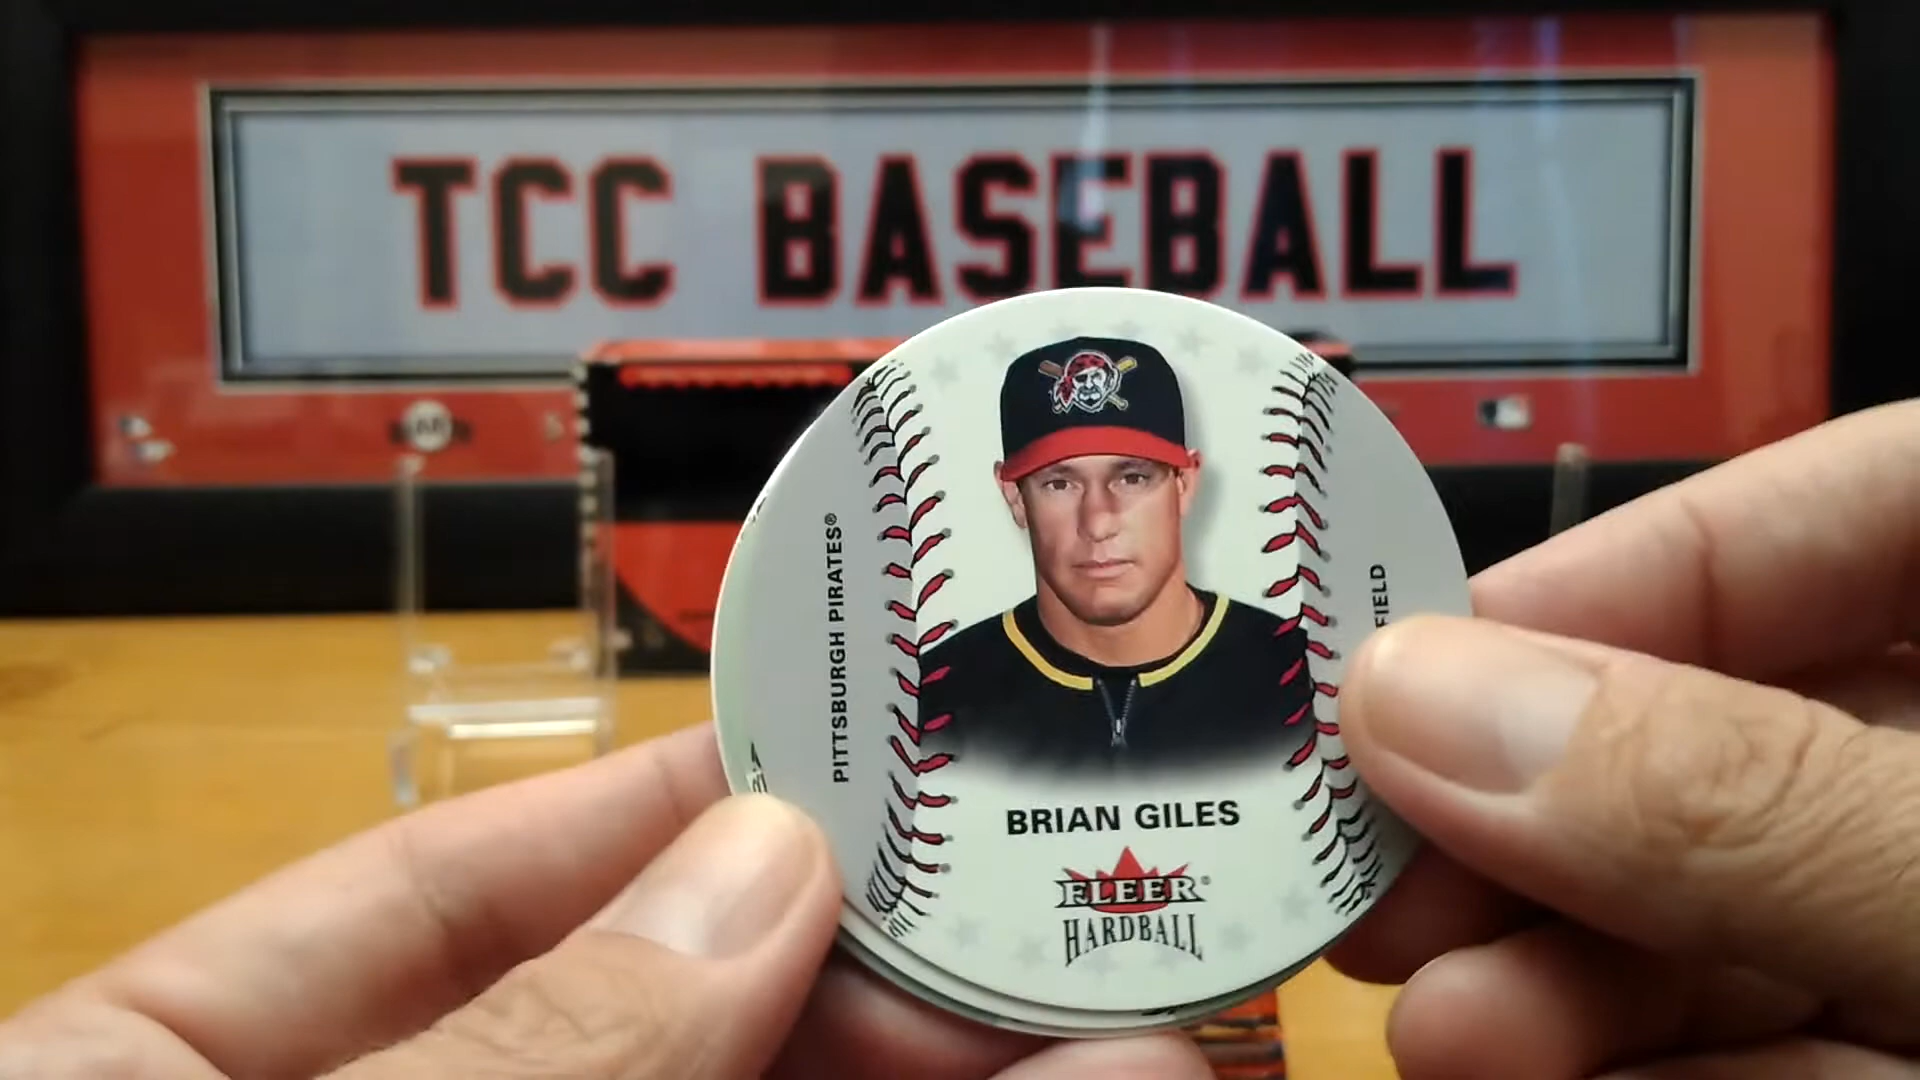 TCC BASEBALL
PITTSBURGH PIRATES®
FIELD
BRIAN GILES
FLEER®
HARDBALL